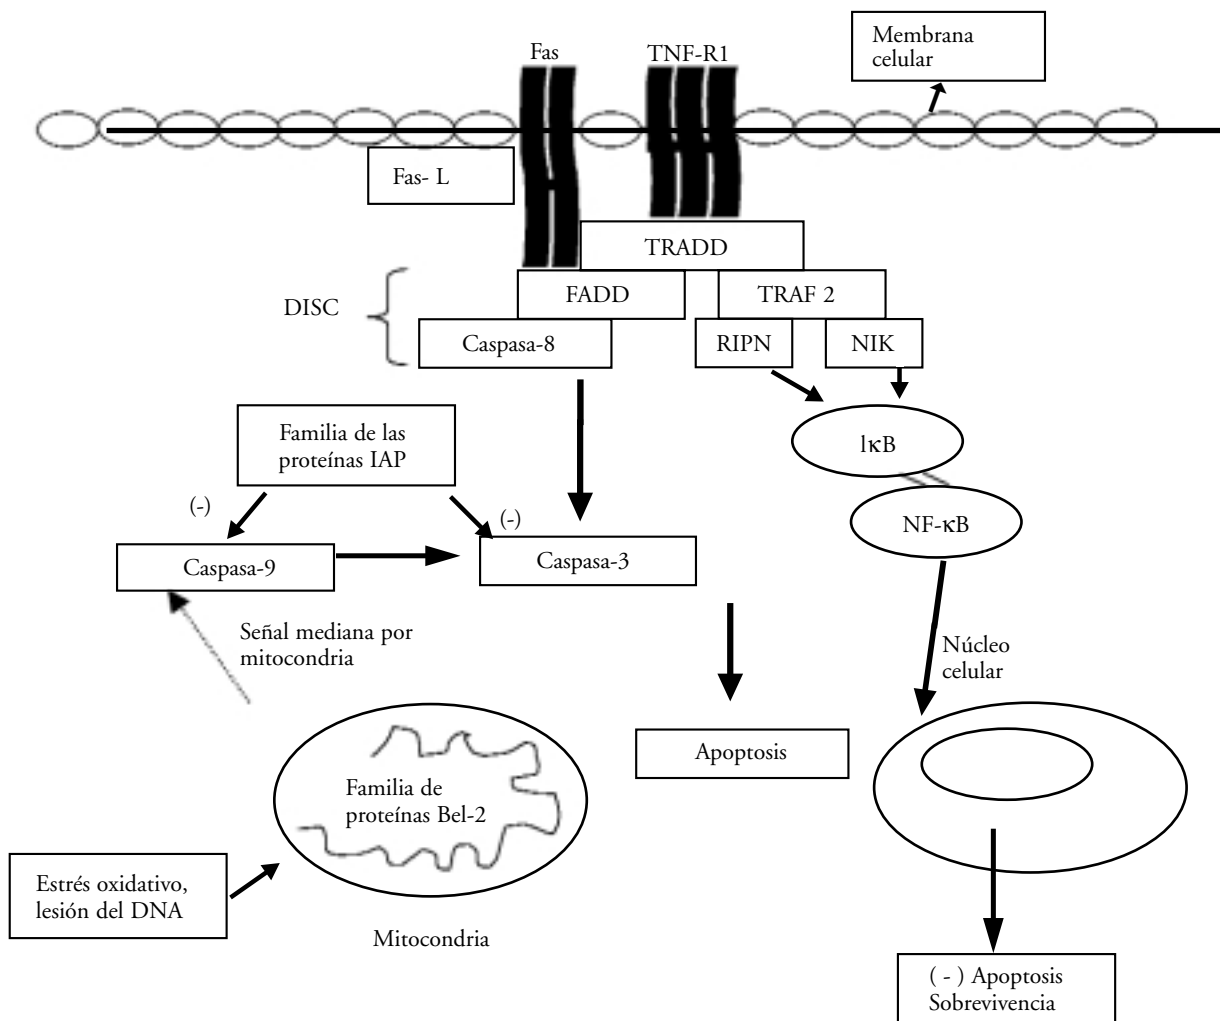 Membrana
celular
Fas
TNF-R1
Fas- L
TRADD
DISC
FADD
TRAF 2
Caspasa-8
RIPN
NIK
Familia de las
proteínas IAP
lκB
(-)
(-)
NF-κB
Caspasa-9
Caspasa-3
Señal mediana por
mitocondria
Núcleo
celular
Apoptosis
Familia de
proteínas Bel-2
Estrés oxidativo,
lesión del DNA
Mitocondria
( - ) Apoptosis
Sobrevivencia